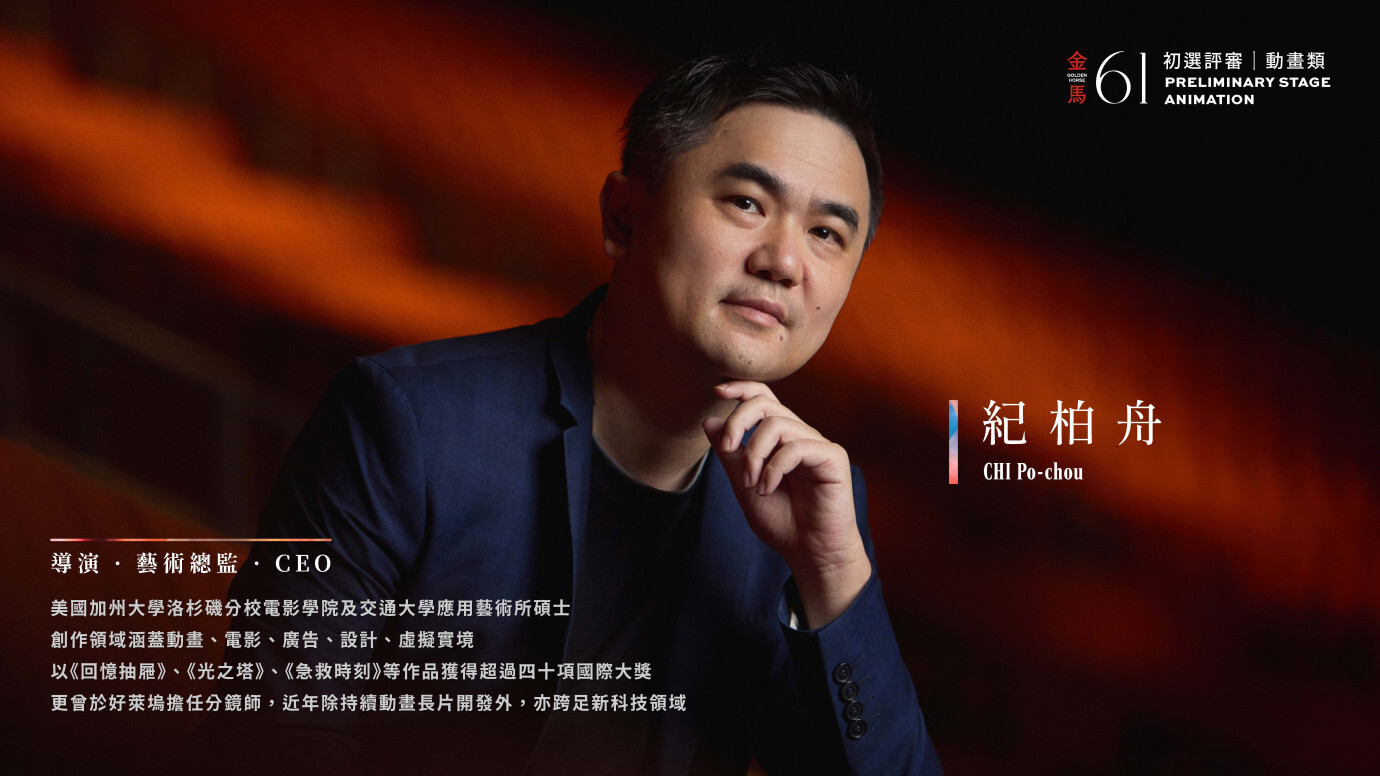 金馬
GOLDEN HORSE
61
初選評審｜動畫類
PRELIMINARY STAGE
ANIMATION
紀柏舟
CHI Po-chou
導演 · 藝術總監 · CEO
美國加州大學洛杉磯分校電影學院及交通大學應用藝術所碩士
創作領域涵蓋動畫、電影、廣告、設計、虛擬實境
以《回憶抽屜》、《光之塔》、《急救時刻》等作品獲得超過四十項國際大獎
更曾於好萊塢擔任分鏡師，近年除持續動畫長片開發外，亦跨足新科技領域